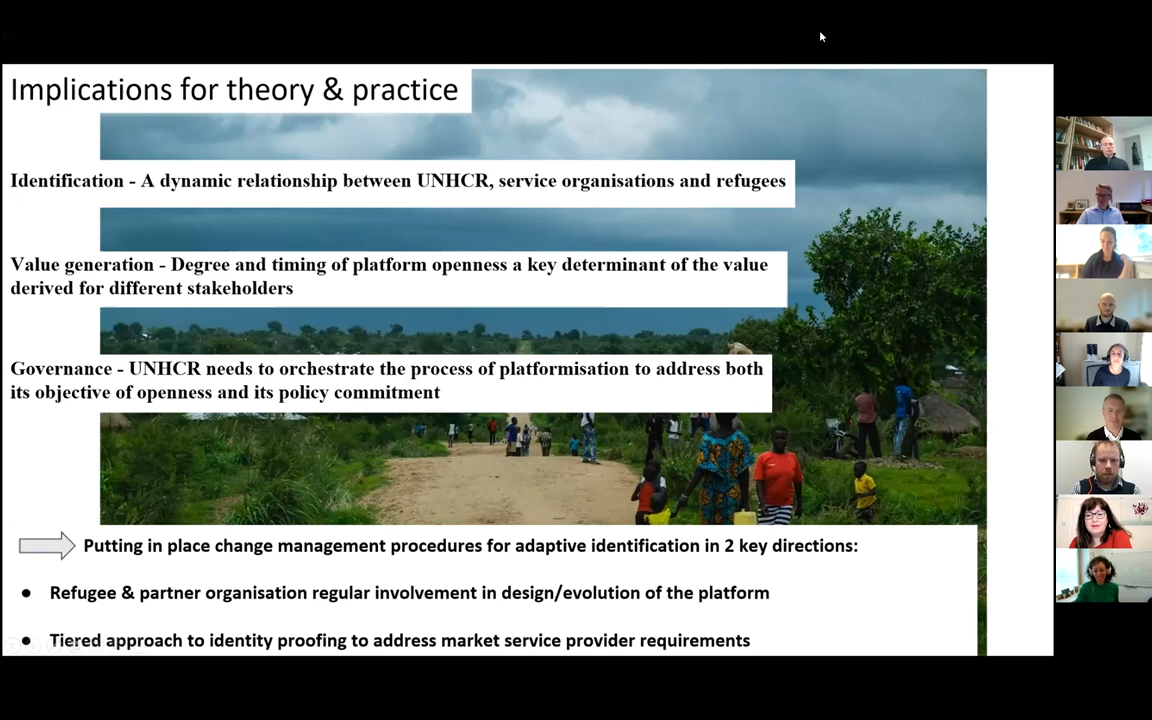 Implications for theory & practice
Identification - A dynamic relationship between UNHCR, service organisations and refugees
Value generation - Degree and timing of platform openness a key determinant of the value
derived for different stakeholders
Governance - UNHCR needs to orchestrate the process of platformisation to address both
its objective of openness and its policy commitment
Putting in place change management procedures for adaptive identification in 2 key directions:
● Refugee & partner organisation regular involvement in design/evolution of the platform
● Tiered approach to identity proofing to address market service provider requirements